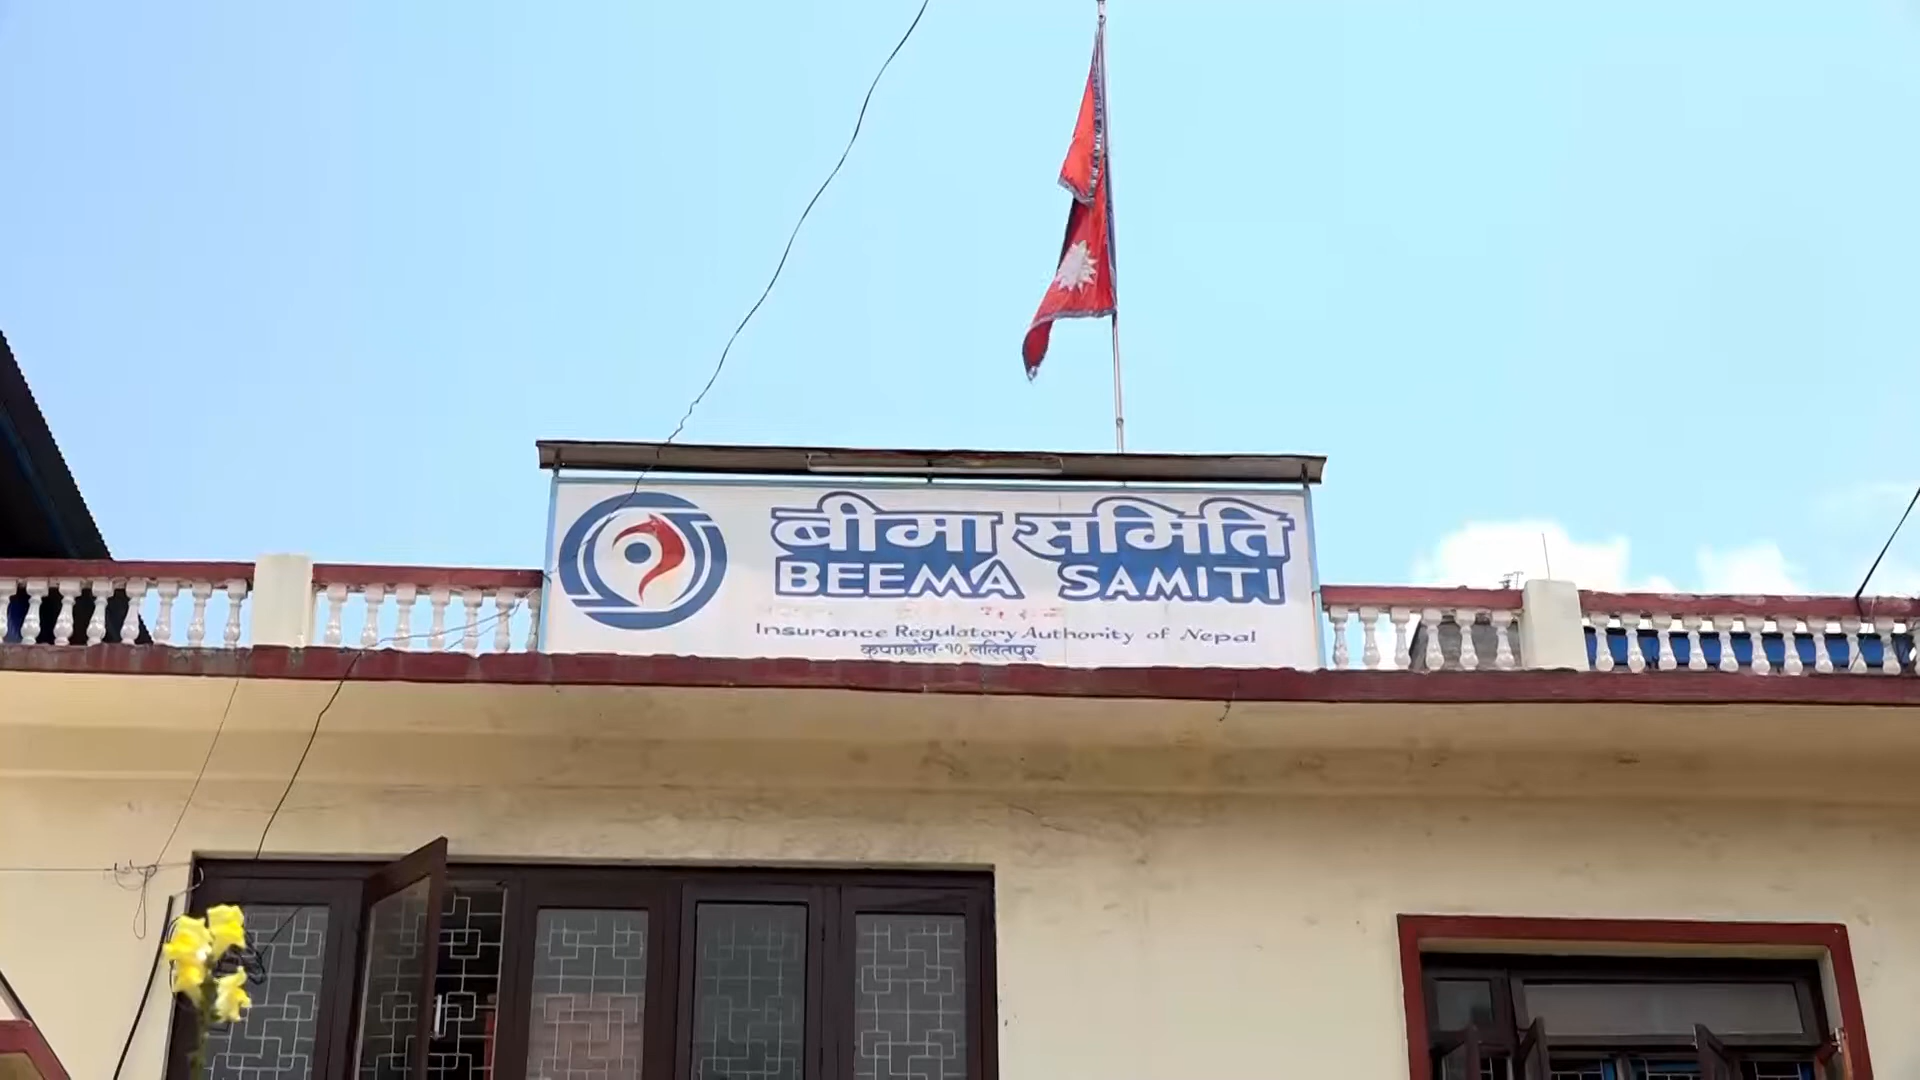 बीमा समिति
BEEMA SAMITI
Insurance Regulatory Authority of Nepal
कुपण्डोल-१०, ललितपुर